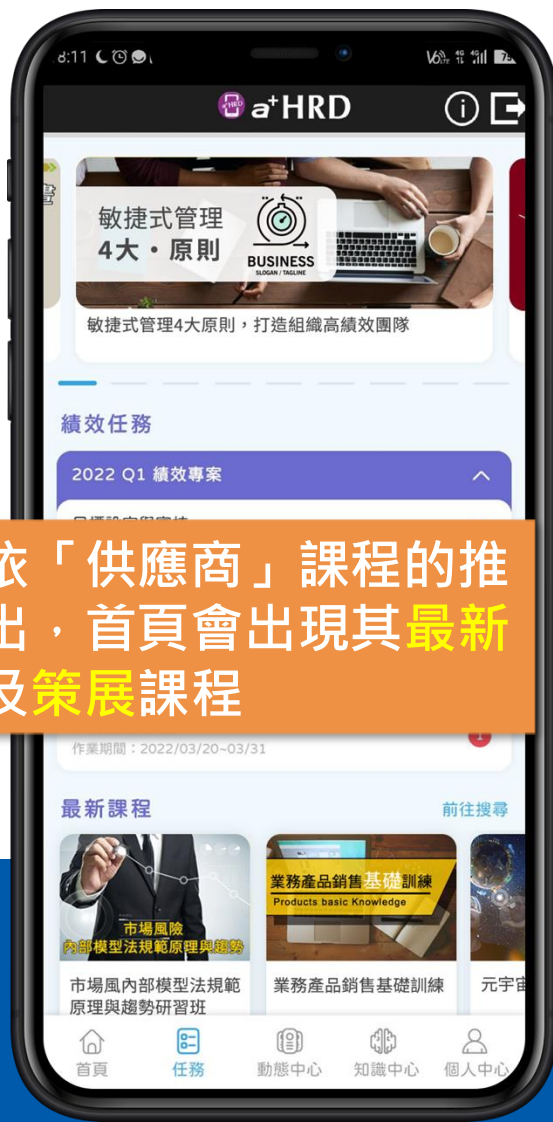 8:11
a+HRD
敏捷式管理
4大・原則
BUSINESS
SLOGAN / TAGLINE
敏捷式管理4大原則，打造組織高績效團隊
績效任務
2022 Q1 績效專案
依「供應商」課程的推
出，首頁會出現其最新
及策展課程
作業期間：2022/03/20~03/31
最新課程
前往搜尋
市場風險
內部模型法規範原理與趨勢
業務產品銷售基礎訓練
Products basic Knowledge
市場風內部模型法規範
原理與趨勢研習班
業務產品銷售基礎訓練
元宇宙
首頁
任務
動態中心
知識中心
個人中心